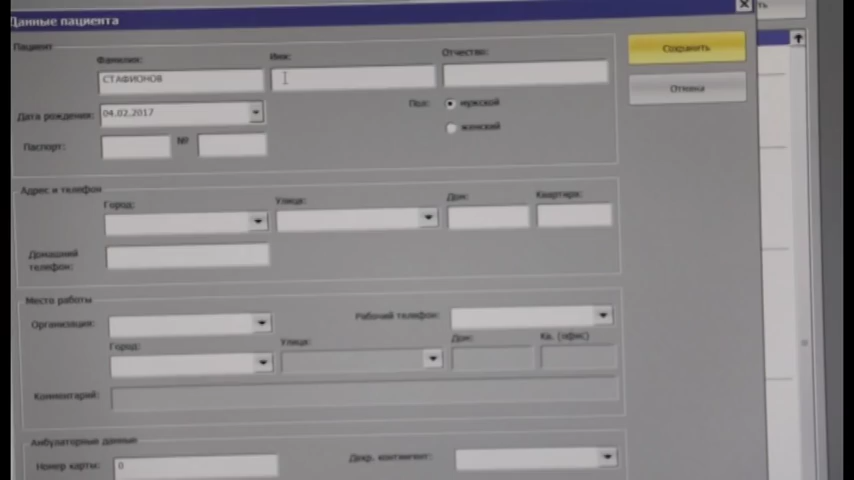 Данные пациента
Пациент
Фамилия: Имя: Отчество:
СТАФИОНОВ
Сохранить
Отмена
Дата рождения: 04.02.2017 Пол: мужской
женский
Паспорт: №
Адрес и телефон
Город: Улица: Дом: Квартира:
Домашний
телефон:
Место работы
Организация: Рабочий телефон:
Город: Улица: Дом: Кв. (офис)
Комментарий:
Амбулаторные данные
Номер карты: 0 Декр. контингент: